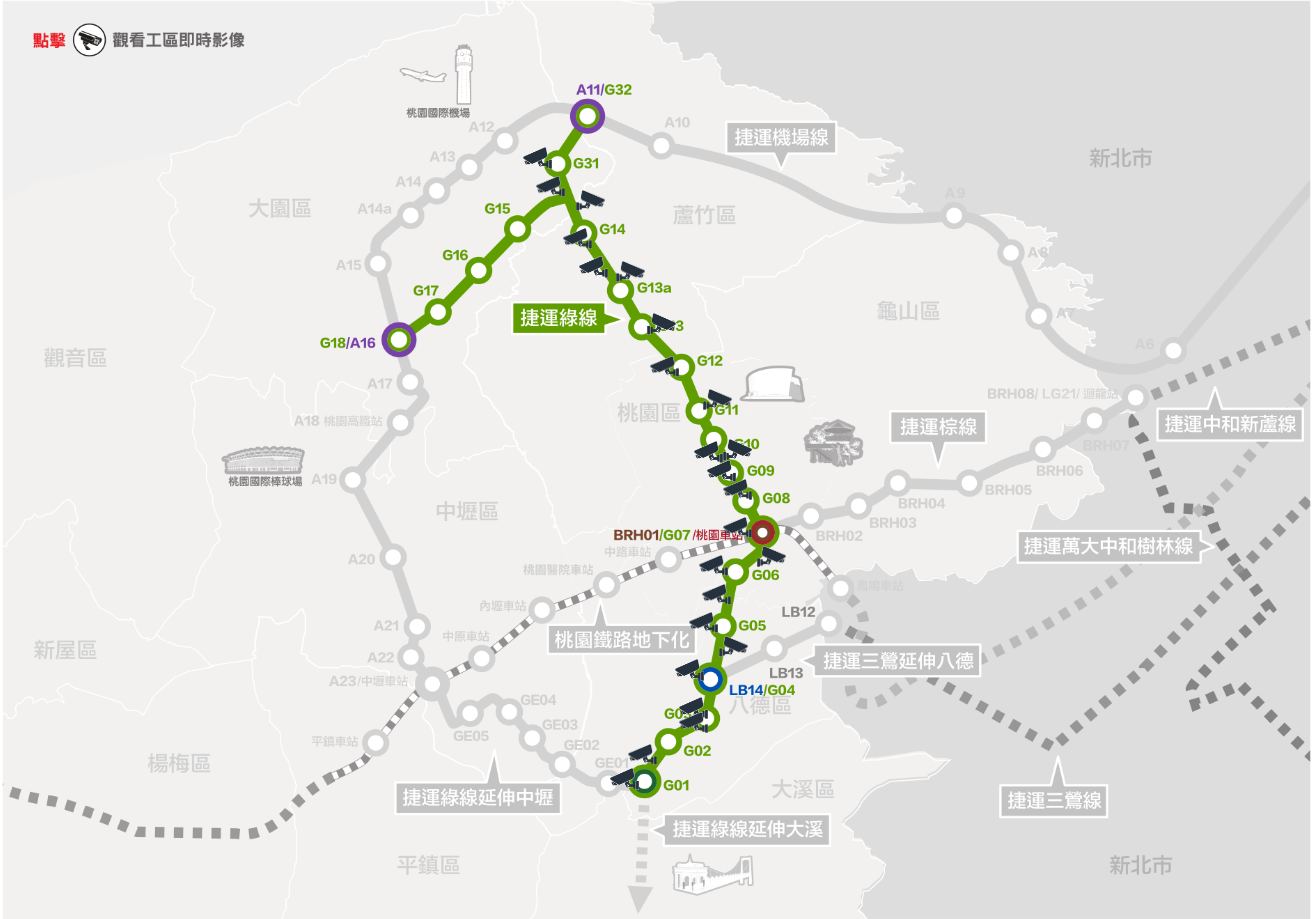 點擊 觀看工區即時影像
A11/G32
桃園國際機場
A12
A10
捷運機場線
新北市
A13
G31
A14
A14a
大園區
G15
G14
蘆竹區
A9
A15
G16
A8
G17
G13a
捷運綠線
龜山區
A7
G18/A16
觀音區
A6
G12
A17
BRH08/ LG21/ 迴龍站
桃園區
G11
A18 桃園高鐵站
捷運棕線
捷運中和新蘆線
G10
BRH07
A19
桃園國際棒球場
G09
BRH06
BRH05
G08
BRH04
中壢區
BRH03
BRH02
BRH01/G07/桃園車站
捷運萬大中和樹林線
中路車站
A20
桃園醫院車站
G06
內壢車站
LB12
A21
G05
中原車站
桃園鐵路地下化
新屋區
A22
捷運三鶯延伸八德
A23/中壢車站
LB13
LB14/G04
GE04
八德區
GE05
GE03
平鎮車站
GE02
G02
楊梅區
GE01
G01
大溪區
捷運綠線延伸中壢
捷運三鶯線
捷運綠線延伸大溪
平鎮區
新北市